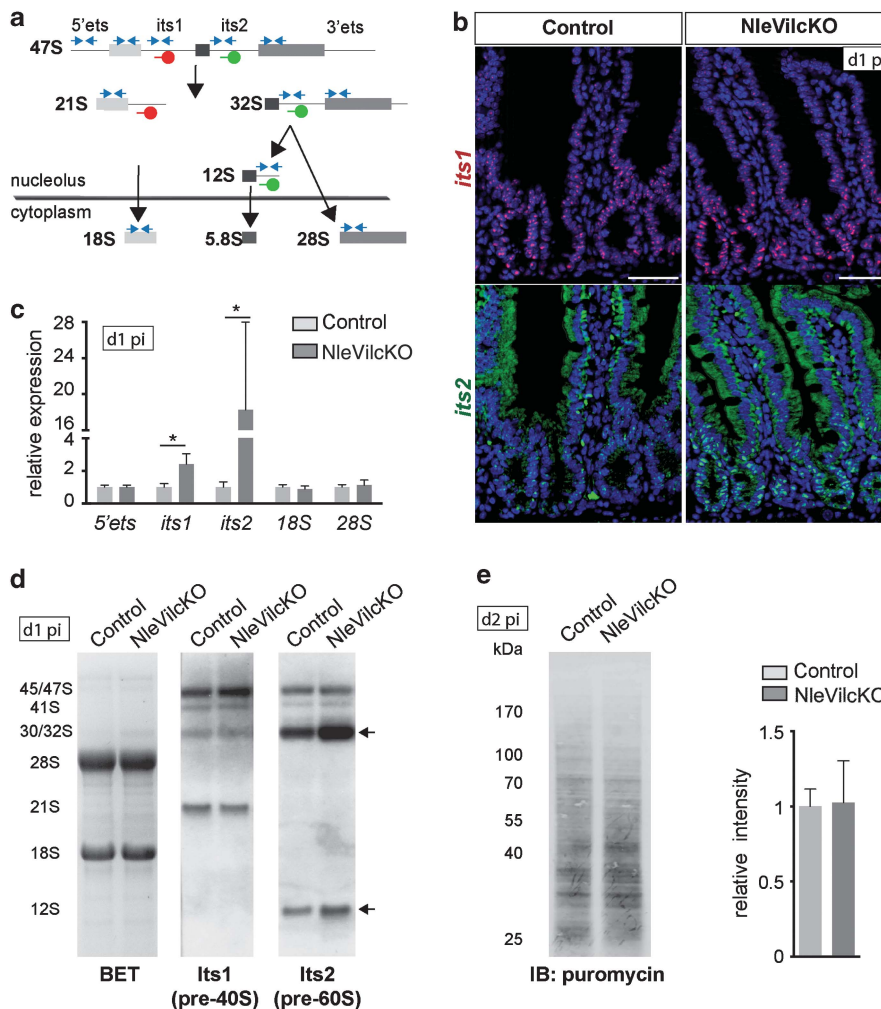 a
5'ets
its1
its2
3'ets
47S
21S
32S
12S
nucleolus
cytoplasm
18S
5.8S
28S
b
Control
NleVilcKO
d1 pi
its1
its2
c
d1 pi
Control
NleVilcKO
relative expression
28
22
16
4
2
0
*
*
5'ets
its1
its2
18S
28S
d
d1 pi
Control
NleVilcKO
Control
NleVilcKO
Control
NleVilcKO
45/47S
41S
30/32S
28S
21S
18S
12S
BET
Its1
(pre-40S)
Its2
(pre-60S)
e
d2 pi
Control
NleVilcKO
kDa
170
100
70
55
40
25
IB: puromycin
Control
NleVilcKO
relative intensity
1.5
1
0.5
0